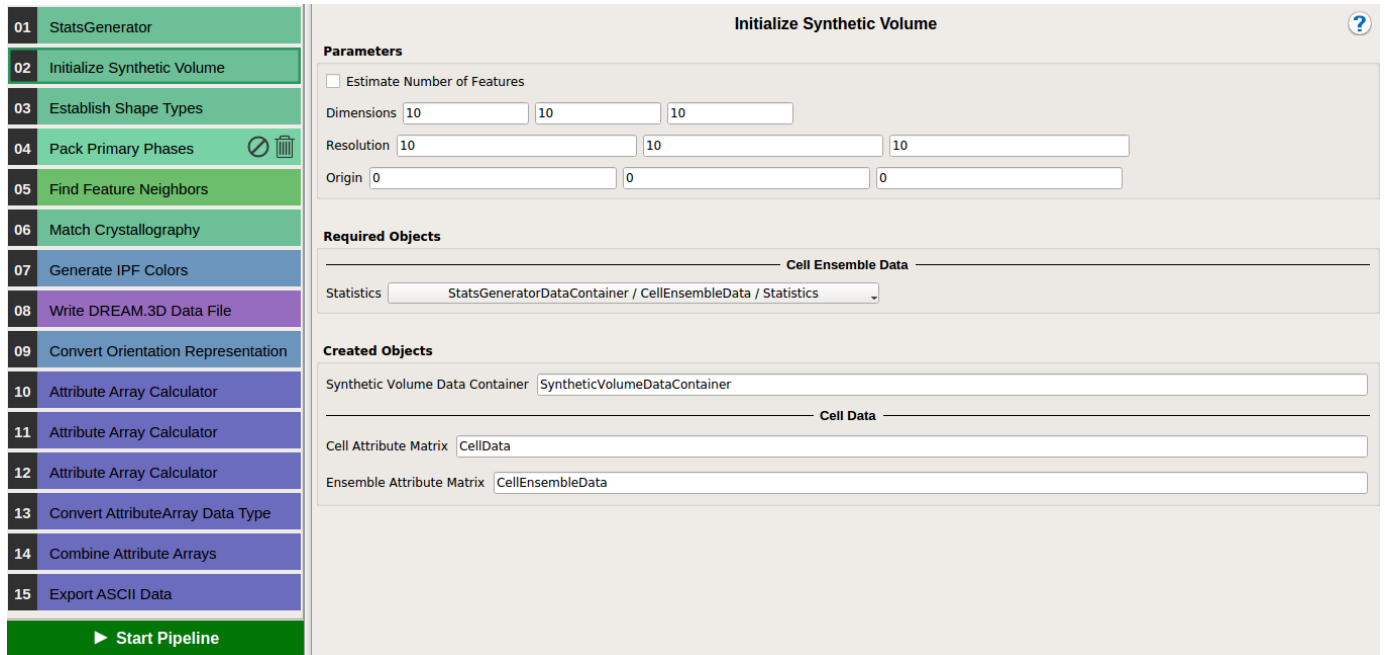 01 StatsGenerator
02 Initialize Synthetic Volume
03 Establish Shape Types
04 Pack Primary Phases
05 Find Feature Neighbors
06 Match Crystallography
07 Generate IPF Colors
08 Write DREAM.3D Data File
09 Convert Orientation Representation
10 Attribute Array Calculator
11 Attribute Array Calculator
12 Attribute Array Calculator
13 Convert AttributeArray Data Type
14 Combine Attribute Arrays
15 Export ASCII Data
Start Pipeline
Initialize Synthetic Volume ?
Parameters
Estimate Number of Features
Dimensions 10 10 10
Resolution 10 10 10
Origin 0 0 0
Required Objects
Cell Ensemble Data
Statistics StatsGeneratorDataContainer / CellEnsembleData / Statistics
Created Objects
Synthetic Volume Data Container SyntheticVolumeDataContainer
Cell Data
Cell Attribute Matrix CellData
Ensemble Attribute Matrix CellEnsembleData